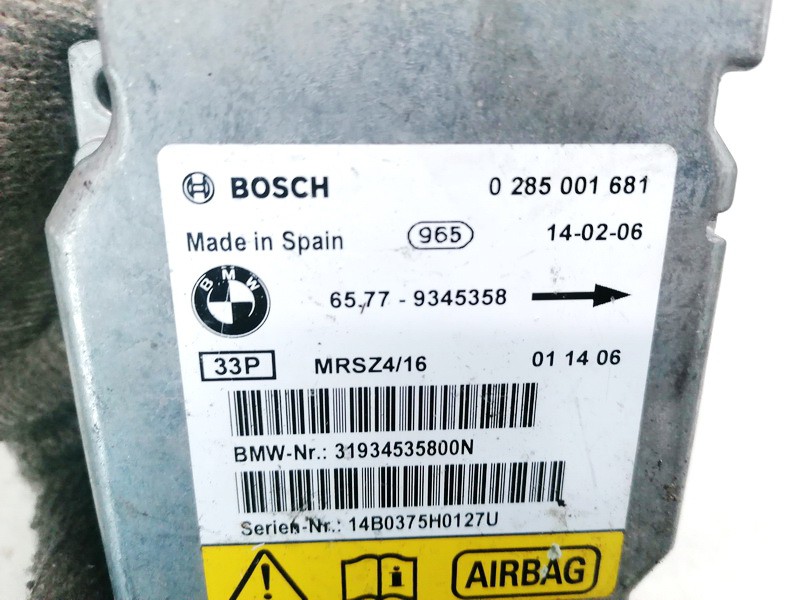 BOSCH 0 285 001 681
Made in Spain 965 14-02-06
BMW
65.77 - 9345358
33P MRSZ4/16 01 14 06
BMW-Nr.: 31934535800N
Serien-Nr.: 14B0375H0127U
AIRBAG